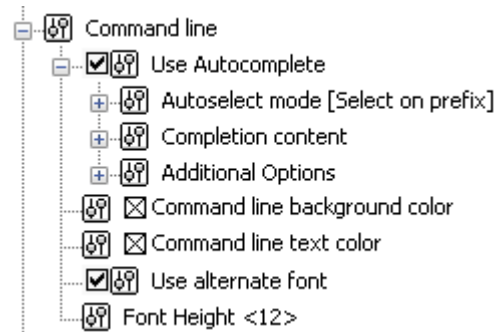 Command line
Use Autocomplete
Autoselect mode [Select on prefix]
Completion content
Additional Options
Command line background color
Command line text color
Use alternate font
Font Height <12>